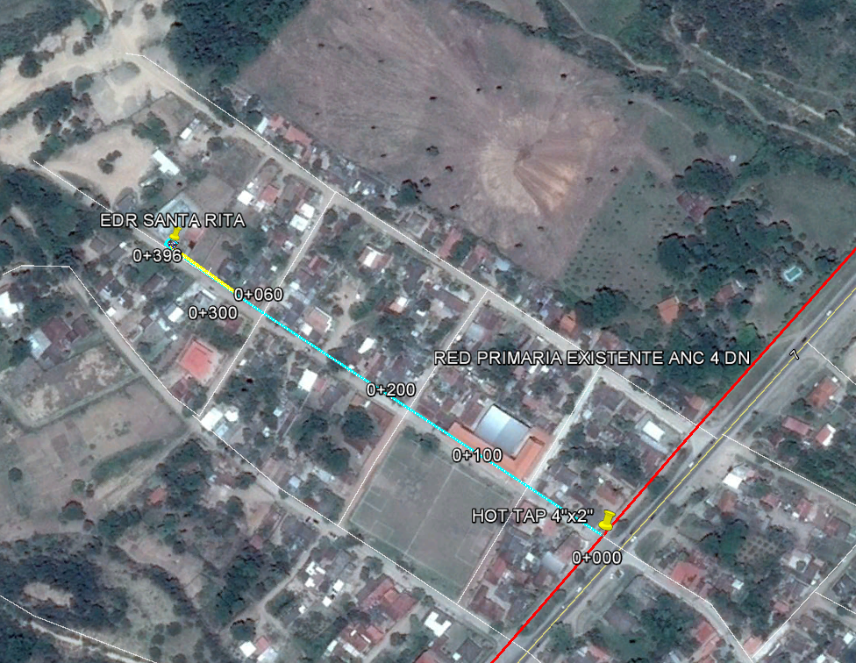 EDR SANTA RITA
0+396
0+060
0+300
RED PRIMARIA EXISTENTE ANC 4 DN
7
0+200
0+100
HOT TAP 4"x2"
0+000